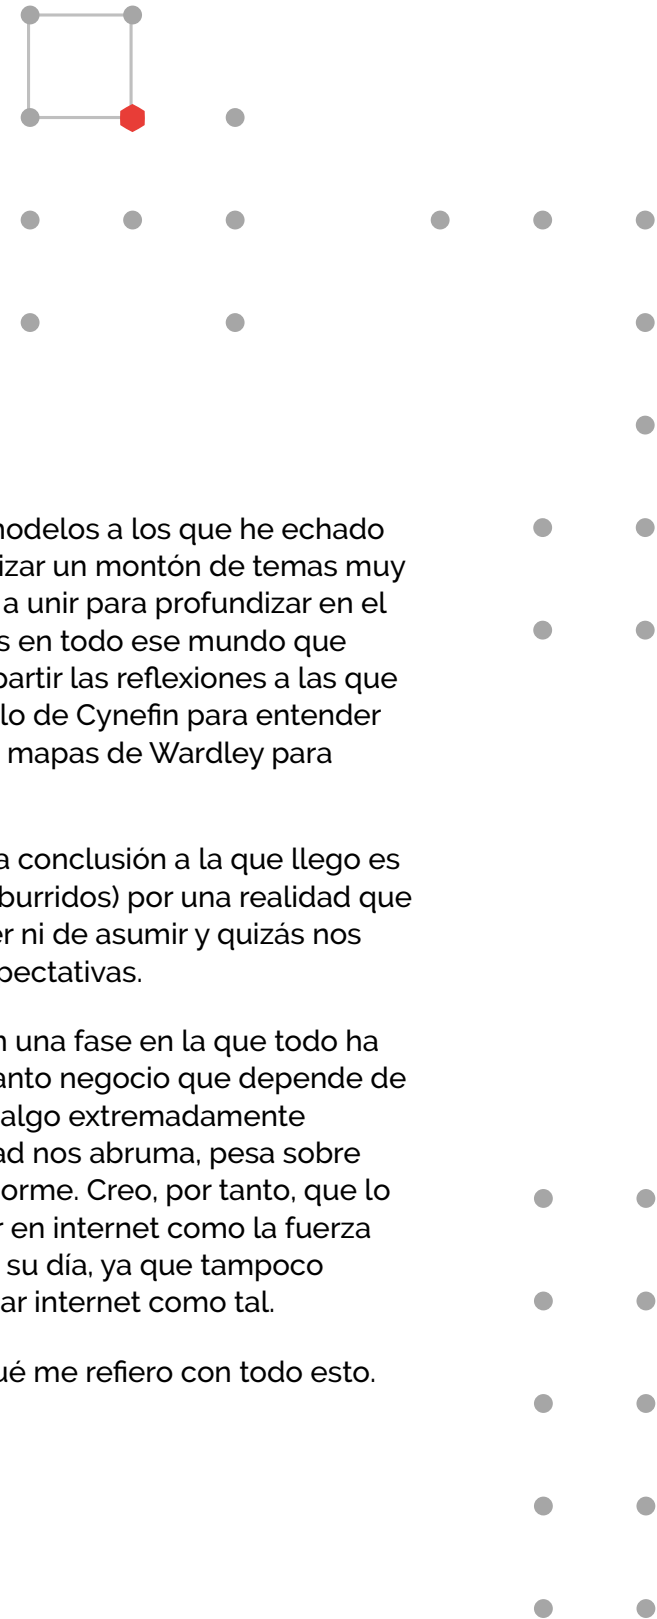 modelos a los que he echado
izar un montón de temas muy
a unir para profundizar en el
s en todo ese mundo que
partir las reflexiones a las que
lo de Cynefin para entender
mapas de Wardley para
a conclusión a la que llego es
burridos) por una realidad que
er ni de asumir y quizás nos
pectativas.
n una fase en la que todo ha
anto negocio que depende de
algo extremadamente
ad nos abruma, pesa sobre
orme. Creo, por tanto, que lo
r en internet como la fuerza
su día, ya que tampoco
ar internet como tal.
ué me refiero con todo esto.